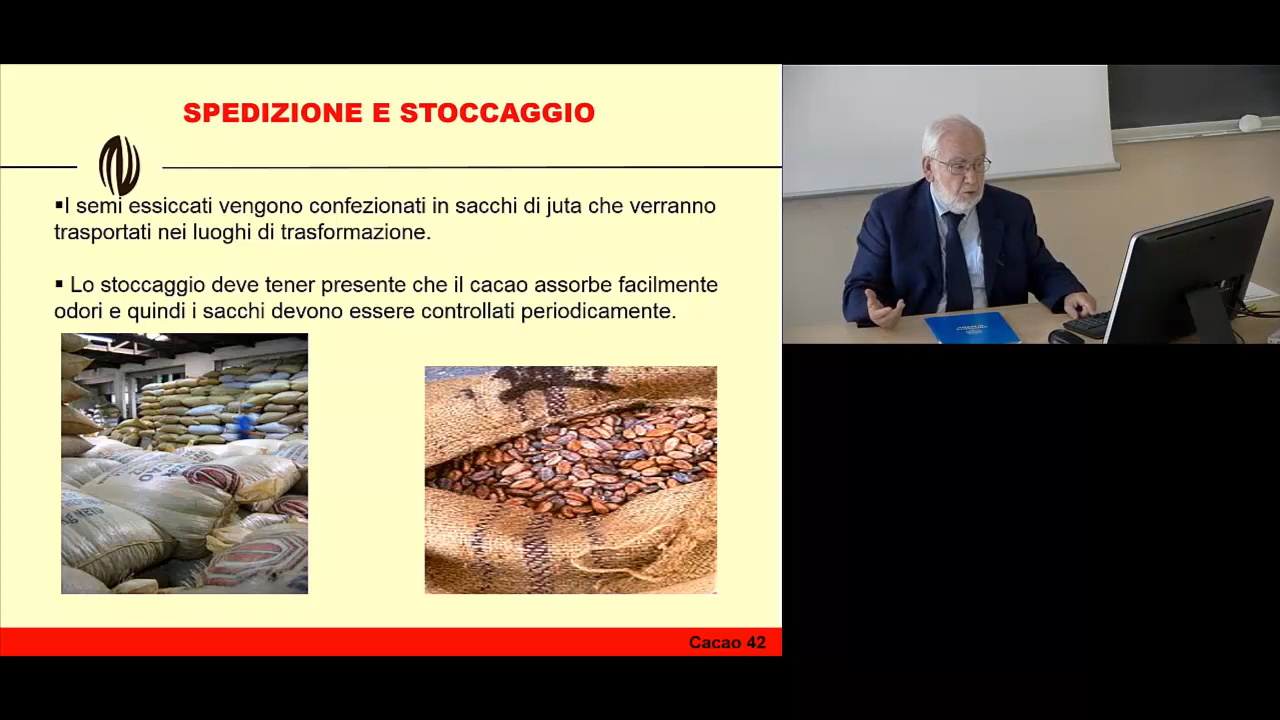 SPEDIZIONE E STOCCAGGIO
▪I semi essiccati vengono confezionati in sacchi di juta che verranno
trasportati nei luoghi di trasformazione.
▪ Lo stoccaggio deve tener presente che il cacao assorbe facilmente
odori e quindi i sacchi devono essere controllati periodicamente.
Cacao 42